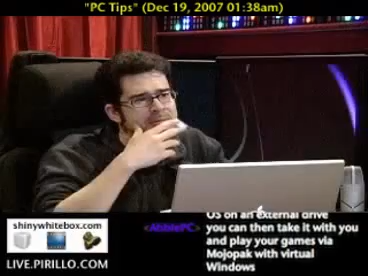 "PC Tips" (Dec 19, 2007 01:38am)
shinywhitebox.com
LIVE.PIRILLO.COM
<AbblePC>
OS on an external drive
you can then take it with you
and play your games via
Mojopak with virtual
Windows